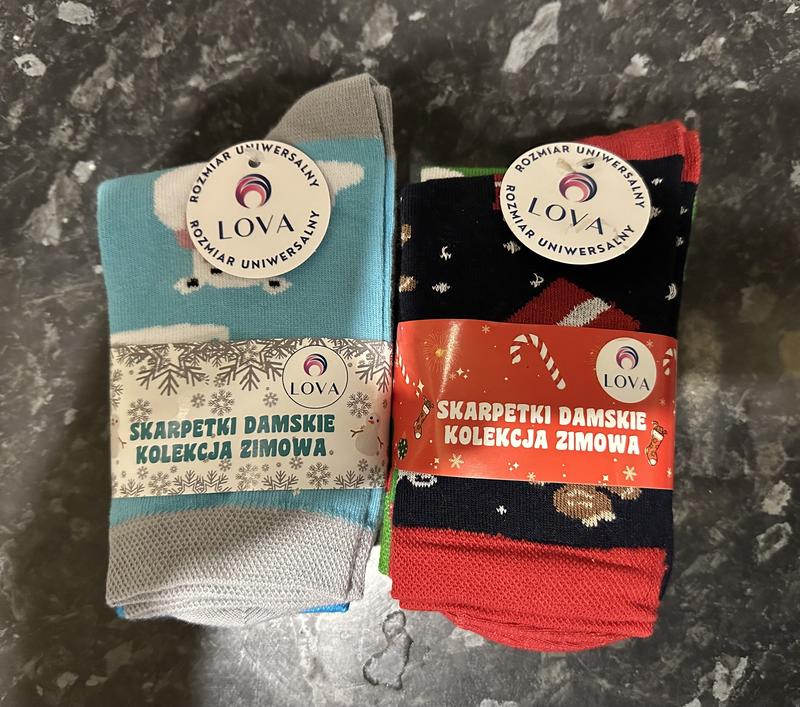 ROZMIAR UNIWERSALNY
LOVA
ROZMIAR UNIWERSALNY
LOVA
SKARPETKI DAMSKIE
KOLEKCJA ZIMOWA
ROZMIAR UNIWERSALNY
LOVA
ROZMIAR UNIWERSALNY
LOVA
SKARPETKI DAMSKIE
KOLEKCJA ZIMOWA